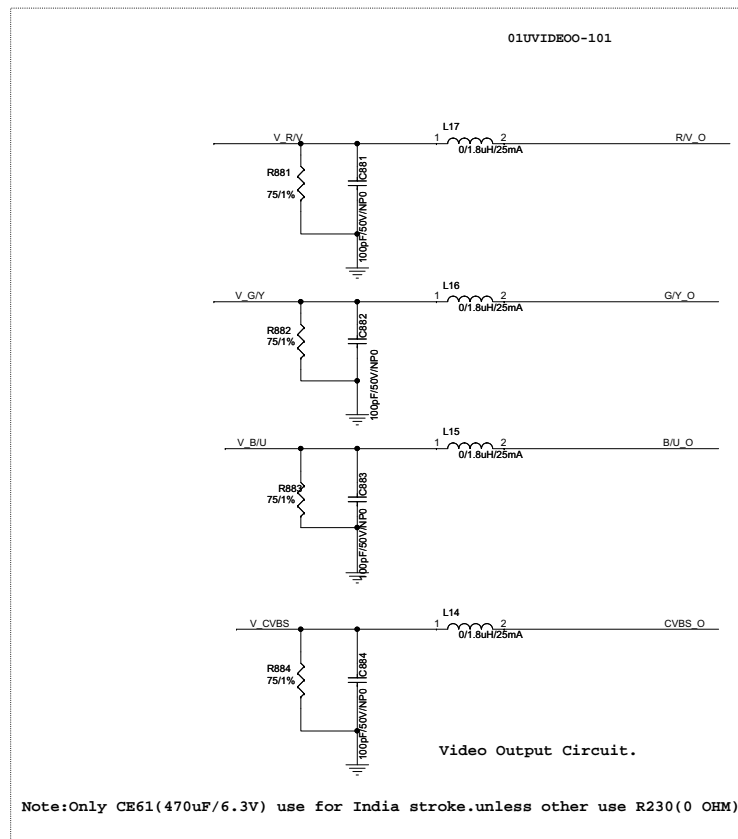 01UVIDEOO-101
L17
V_R/V
1
2
R/V_O
0/1.8uH/25mA
R881
75/1%
C881
100pF/50V/NP0
L16
V_G/Y
1
2
G/Y_O
0/1.8uH/25mA
R882
75/1%
C882
100pF/50V/NP0
L15
V_B/U
1
2
B/U_O
0/1.8uH/25mA
R883
75/1%
C883
100pF/50V/NP0
L14
V_CVBS
1
2
CVBS_O
0/1.8uH/25mA
R884
75/1%
C884
100pF/50V/NP0
Video Output Circuit.
Note:Only CE61(470uF/6.3V) use for India stroke.unless other use R230(0 OHM)